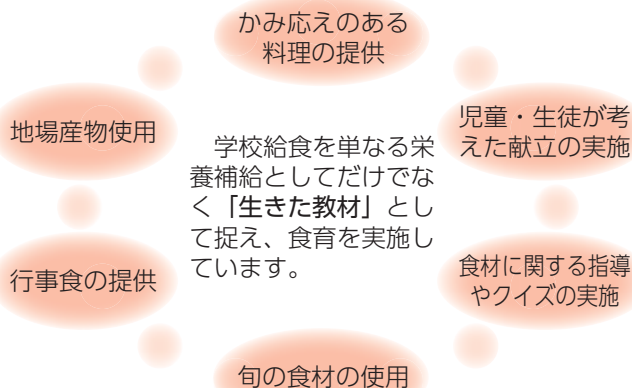 かみ応えのある
料理の提供
地場産物使用
児童・生徒が考
えた献立の実施
　学校給食を単なる栄
養補給としてだけでな
く「生きた教材」とし
て捉え、食育を実施し
ています。
行事食の提供
食材に関する指導
やクイズの実施
旬の食材の使用